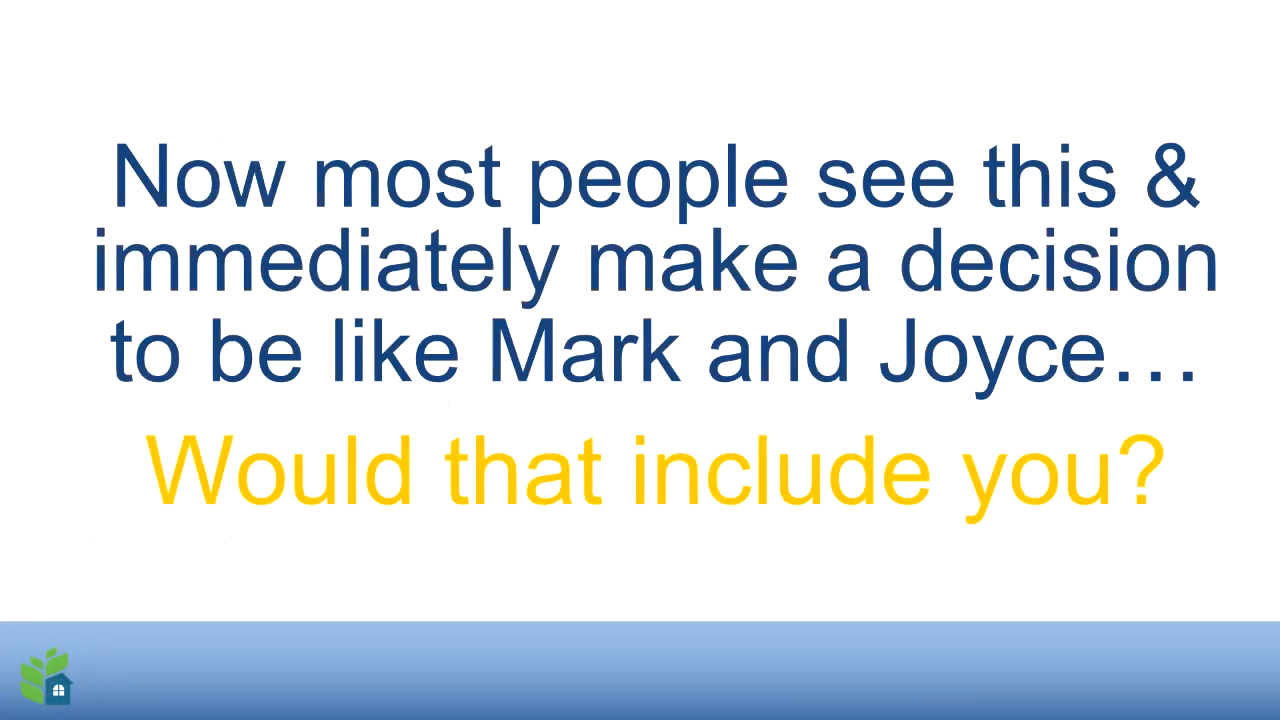 Now most people see this &
immediately make a decision
to be like Mark and Joyce…
Would that include you?